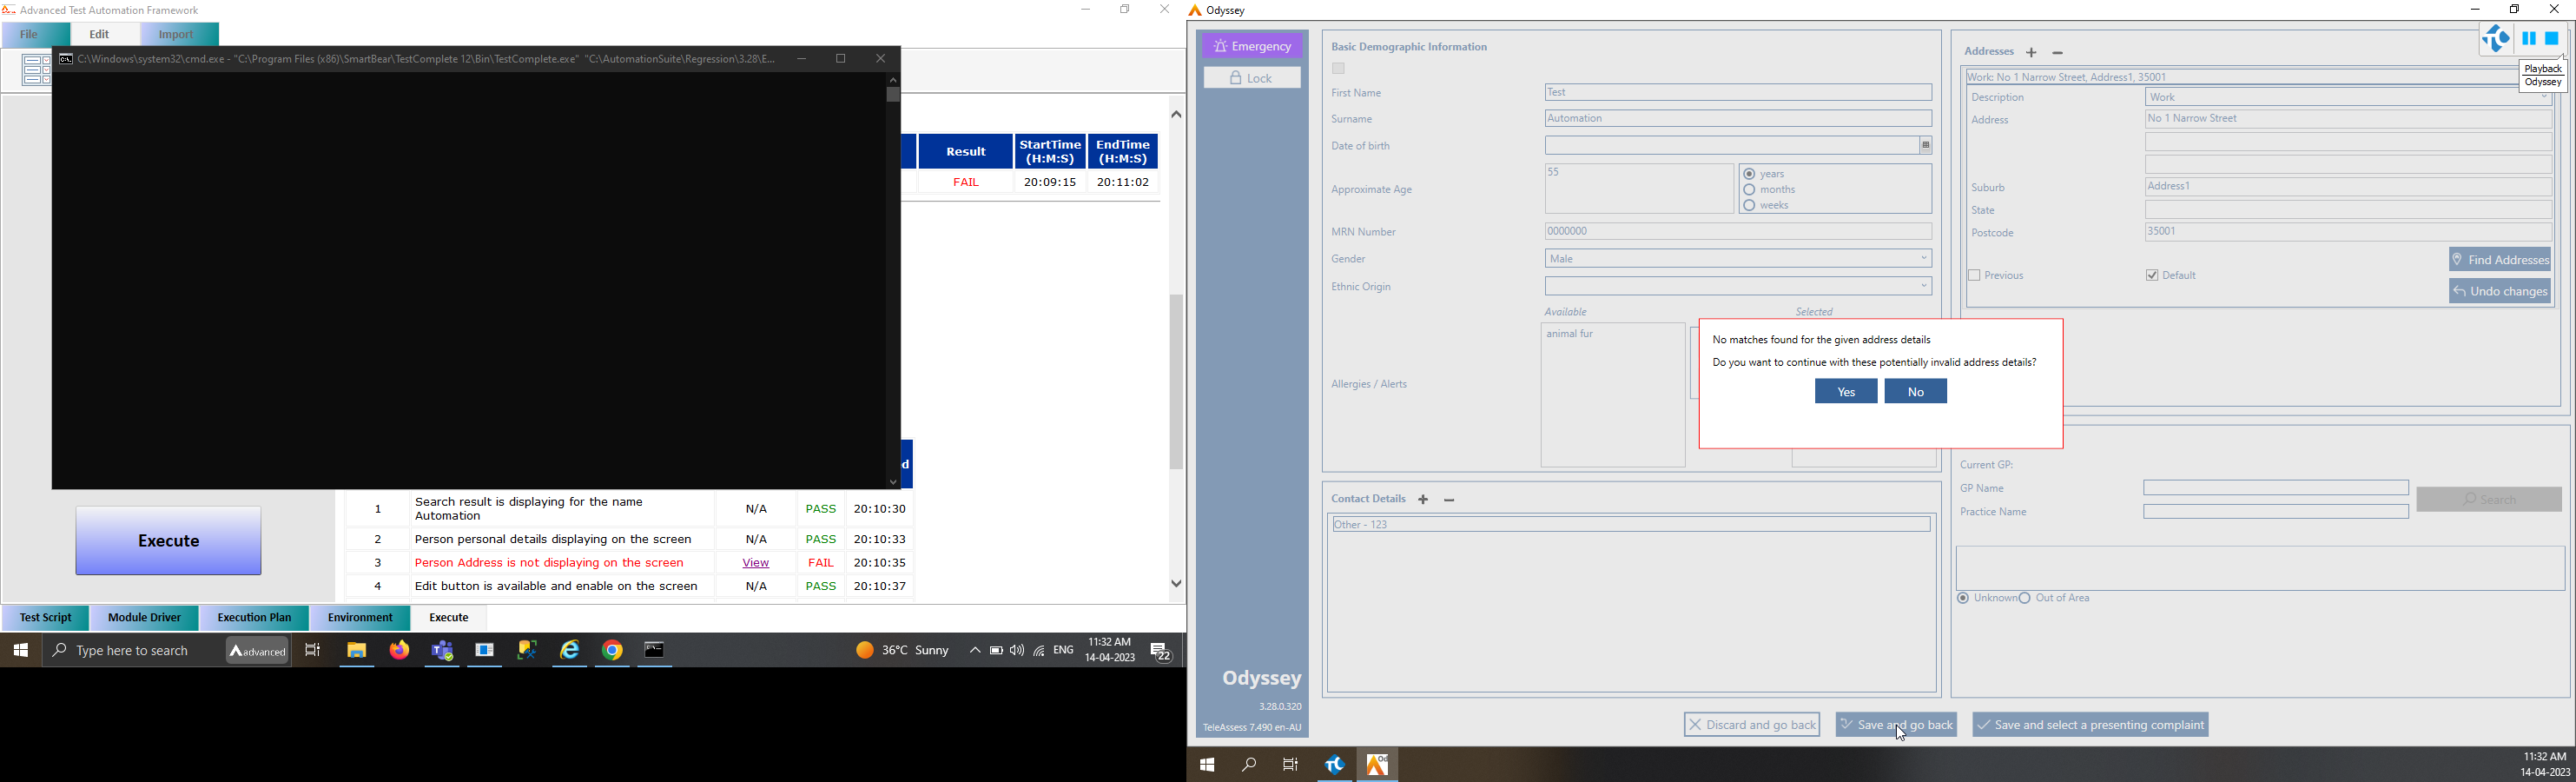 Advanced Test Automation Framework
File
Edit
Import
C:\Windows\system32\cmd.exe - "C:\Program Files (x86)\SmartBear\TestComplete 12\Bin\TestComplete.exe" "C:\AutomationSuite\Regression\3.28\E...
Result
StartTime (H:M:S)
EndTime (H:M:S)
FAIL
20:09:15
20:11:02
d
1
Search result is displaying for the name Automation
N/A
PASS
20:10:30
2
Person personal details displaying on the screen
N/A
PASS
20:10:33
3
Person Address is not displaying on the screen
View
FAIL
20:10:35
4
Edit button is available and enable on the screen
N/A
PASS
20:10:37
Execute
Test Script
Module Driver
Execution Plan
Environment
Execute
Type here to search
advanced
36°C Sunny
ENG
11:32 AM
14-04-2023
22
Odyssey
Emergency
Lock
Odyssey
3.28.0.320
TeleAssess 7.490 en-AU
Basic Demographic Information
First Name
Test
Surname
Automation
Date of birth
Approximate Age
55
years
months
weeks
MRN Number
0000000
Gender
Male
Ethnic Origin
Available
Selected
animal fur
Allergies / Alerts
Contact Details
Other - 123
Addresses
Playback
Odyssey
Work: No 1 Narrow Street, Address1, 35001
Description
Work
Address
No 1 Narrow Street
Suburb
Address1
State
Postcode
35001
Find Addresses
Previous
Default
Undo changes
No matches found for the given address details
Do you want to continue with these potentially invalid address details?
Yes
No
Current GP:
GP Name
Practice Name
Search
Unknown
Out of Area
Discard and go back
Save and go back
Save and select a presenting complaint
Od
11:32 AM
14-04-2023